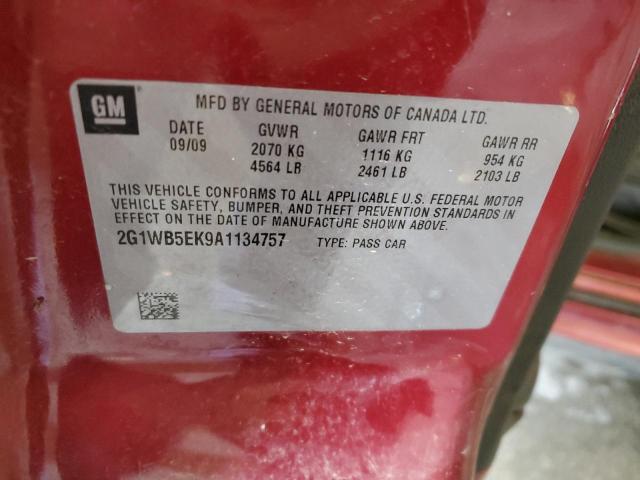 GM
MFD BY GENERAL MOTORS OF CANADA LTD.
DATE GVWR GAWR FRT GAWR RR
09/09 2070 KG 1116 KG 954 KG
4564 LB 2461 LB 2103 LB
THIS VEHICLE CONFORMS TO ALL APPLICABLE U.S. FEDERAL MOTOR
VEHICLE SAFETY, BUMPER, AND THEFT PREVENTION STANDARDS IN
EFFECT ON THE DATE OF MANUFACTURE SHOWN ABOVE.
2G1WB5EK9A1134757 TYPE: PASS CAR